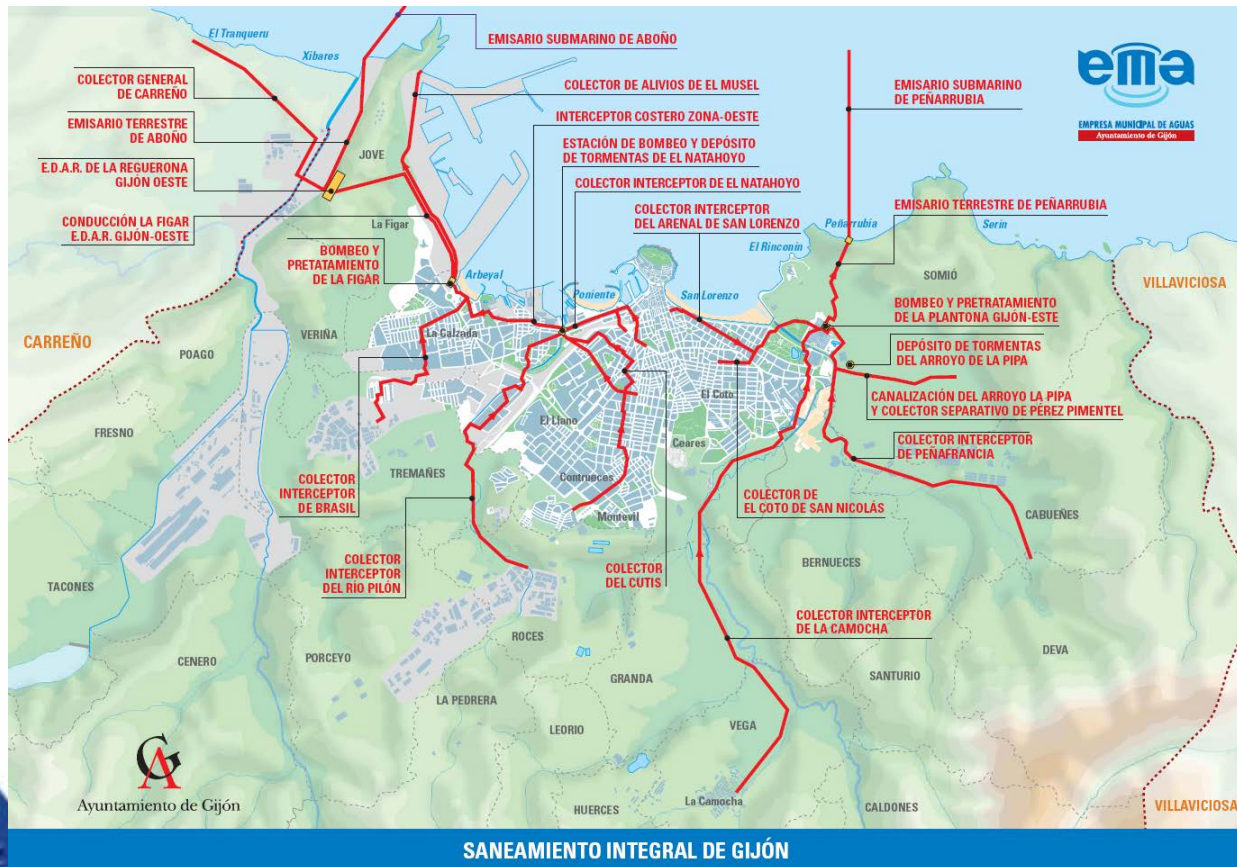 El Tranqueru
Xibares
COLECTOR GENERAL
DE CARREÑO
EMISARIO TERRESTRE
DE ABOÑO
E.D.A.R. DE LA REGUERONA
GIJÓN OESTE
CONDUCCIÓN LA FIGAR
E.D.A.R. GIJÓN-OESTE
JOVE
La Figar
BOMBEO Y
PRETATAMIENTO
DE LA FIGAR
Arbeyal
EMISARIO SUBMARINO DE ABOÑO
COLECTOR DE ALIVIOS DE EL MUSEL
INTERCEPTOR COSTERO ZONA-OESTE
ESTACIÓN DE BOMBEO Y DEPÓSITO
DE TORMENTAS DE EL NATAHOYO
COLECTOR INTERCEPTOR DE EL NATAHOYO
COLECTOR INTERCEPTOR
DEL ARENAL DE SAN LORENZO
EMISARIO SUBMARINO
DE PEÑARRUBIA
ema
EMPRESA MUNICIPAL DE AGUAS
Ayuntamiento de Gijón
EMISARIO TERRESTRE DE PEÑARRUBIA
Peñarrubia
Serín
El Rinconín
SOMIÓ
VILLAVICIOSA
Poniente
San Lorenzo
BOMBEO Y PRETRATAMIENTO
DE LA PLANTONA GIJÓN-ESTE
DEPÓSITO DE TORMENTAS
DEL ARROYO DE LA PIPA
CANALIZACIÓN DEL ARROYO LA PIPA
Y COLECTOR SEPARATIVO DE PÉREZ PIMENTEL
COLECTOR INTERCEPTOR
DE PEÑAFRANCIA
CARREÑO
POAGO
VERIÑA
La Calzada
FRESNO
TREMAÑES
El Llano
El Coto
Ceares
Contrueces
Montevil
COLECTOR
INTERCEPTOR
DE BRASIL
COLECTOR
INTERCEPTOR
DEL RÍO PILÓN
COLECTOR
DEL CUTIS
COLECTOR DE
EL COTO DE SAN NICOLÁS
CABUEÑES
BERNUECES
COLECTOR INTERCEPTOR
DE LA CAMOCHA
TACONES
CENERO
PORCEYO
ROCES
LA PEDRERA
GRANDA
LEORIO
VEGA
SANTURIO
DEVA
HUERCES
La Camocha
CALDONES
VILLAVICIOSA
GA
Ayuntamiento de Gijón
SANEAMIENTO INTEGRAL DE GIJÓN